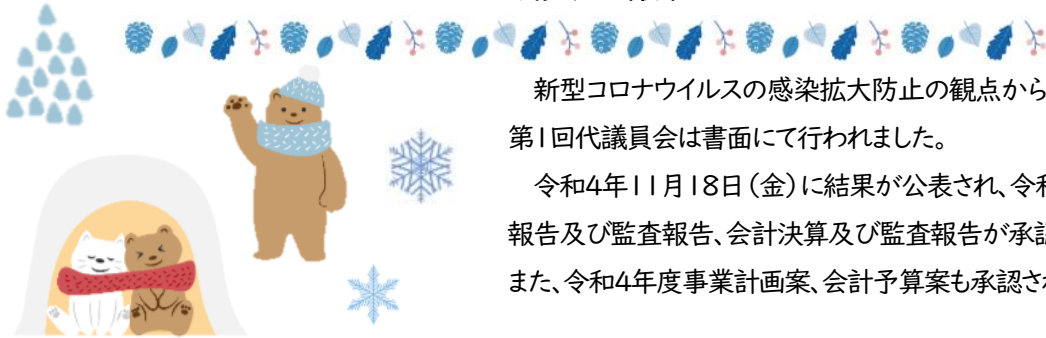 新型コロナウイルスの感染拡大防止の観点から
第1回代議員会は書面にて行われました。
令和4年11月18日(金)に結果が公表され、令和
報告及び監査報告、会計決算及び監査報告が承認
また、令和4年度事業計画案、会計予算案も承認さ